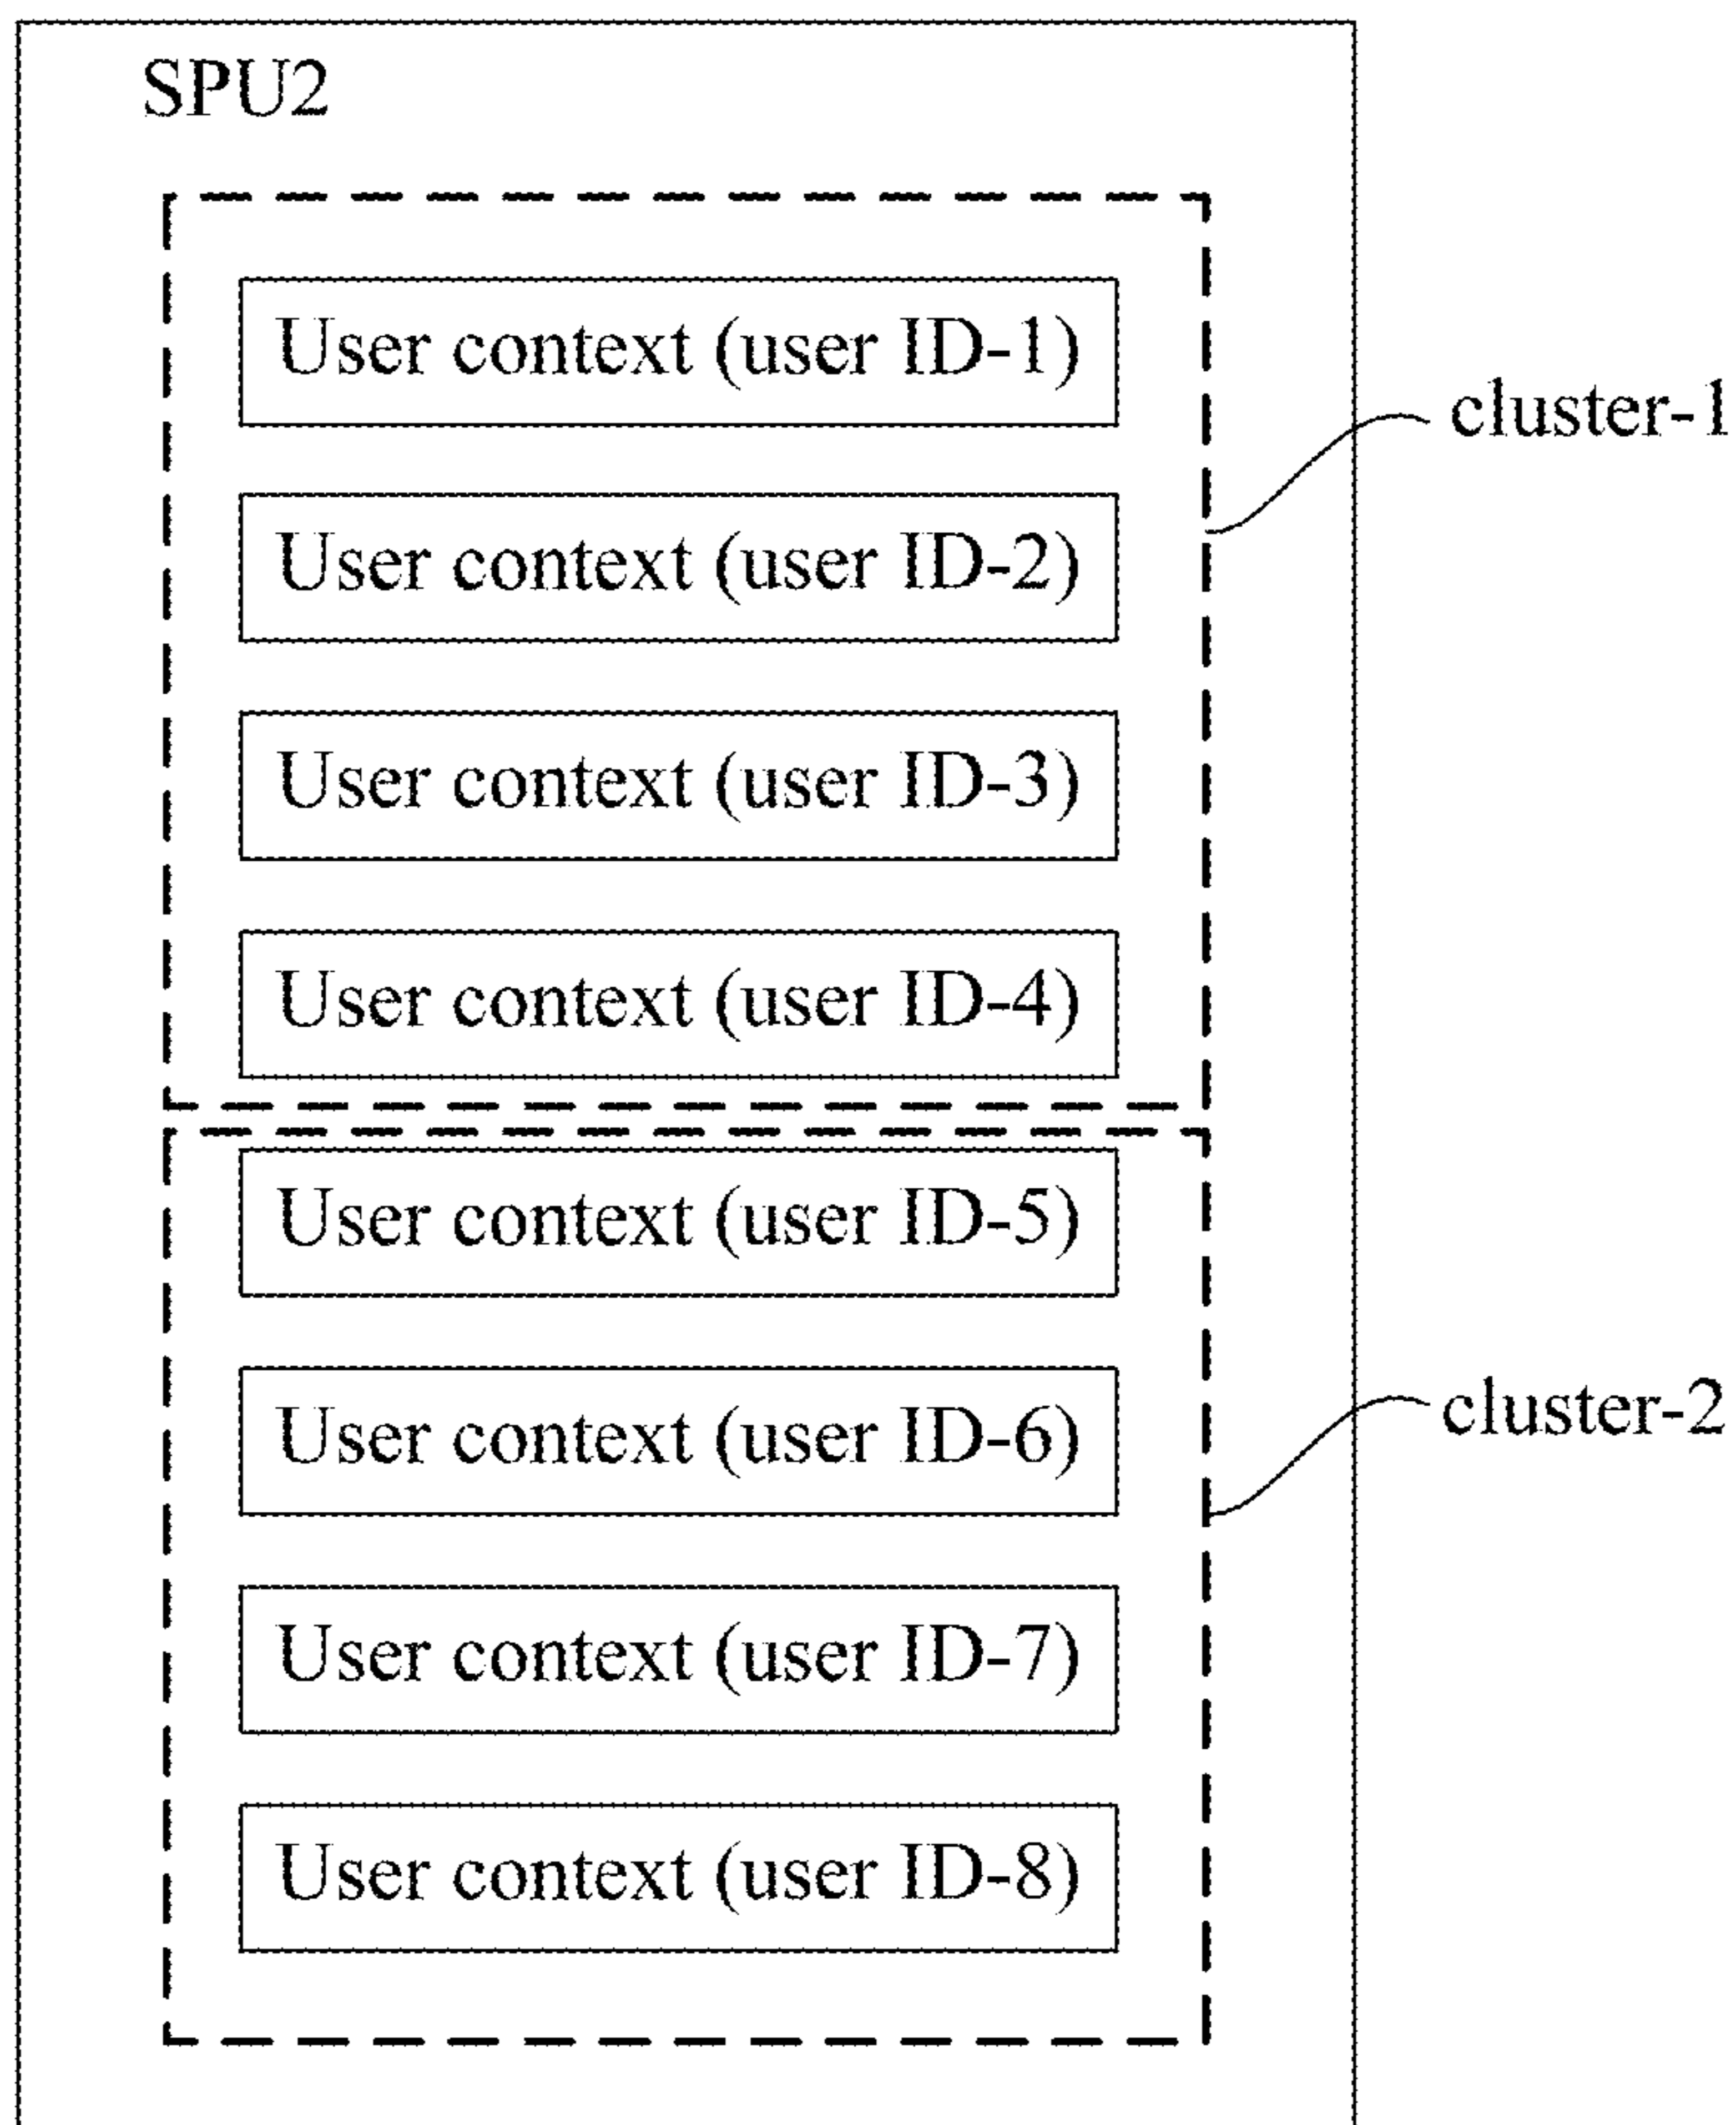 SPU2
User context (user ID-1)
cluster-1
User context (user ID-2)
User context (user ID-3)
User context (user ID-4)
User context (user ID-5)
User context (user ID-6)
cluster-2
User context (user ID-7)
User context (user ID-8)